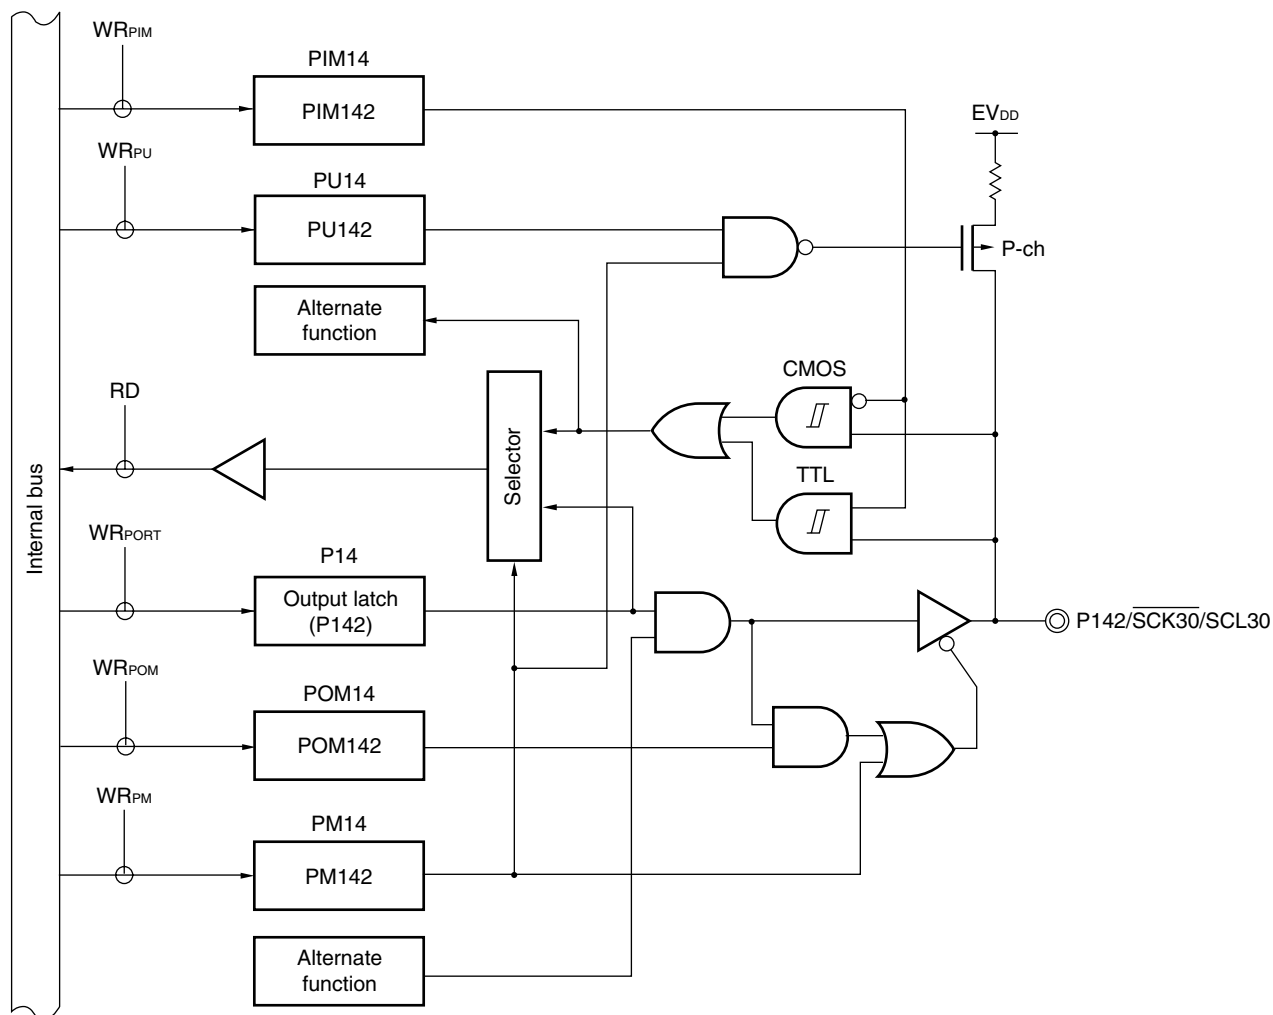 WRPIM
PIM14
PIM142
EVDD
WRPU
PU14
PU142
P-ch
Alternate
function
CMOS
RD
Selector
TTL
Internal bus
WRPORT
P14
Output latch
(P142)
P142/SCK30/SCL30
WRPOM
POM14
POM142
WRPM
PM14
PM142
Alternate
function